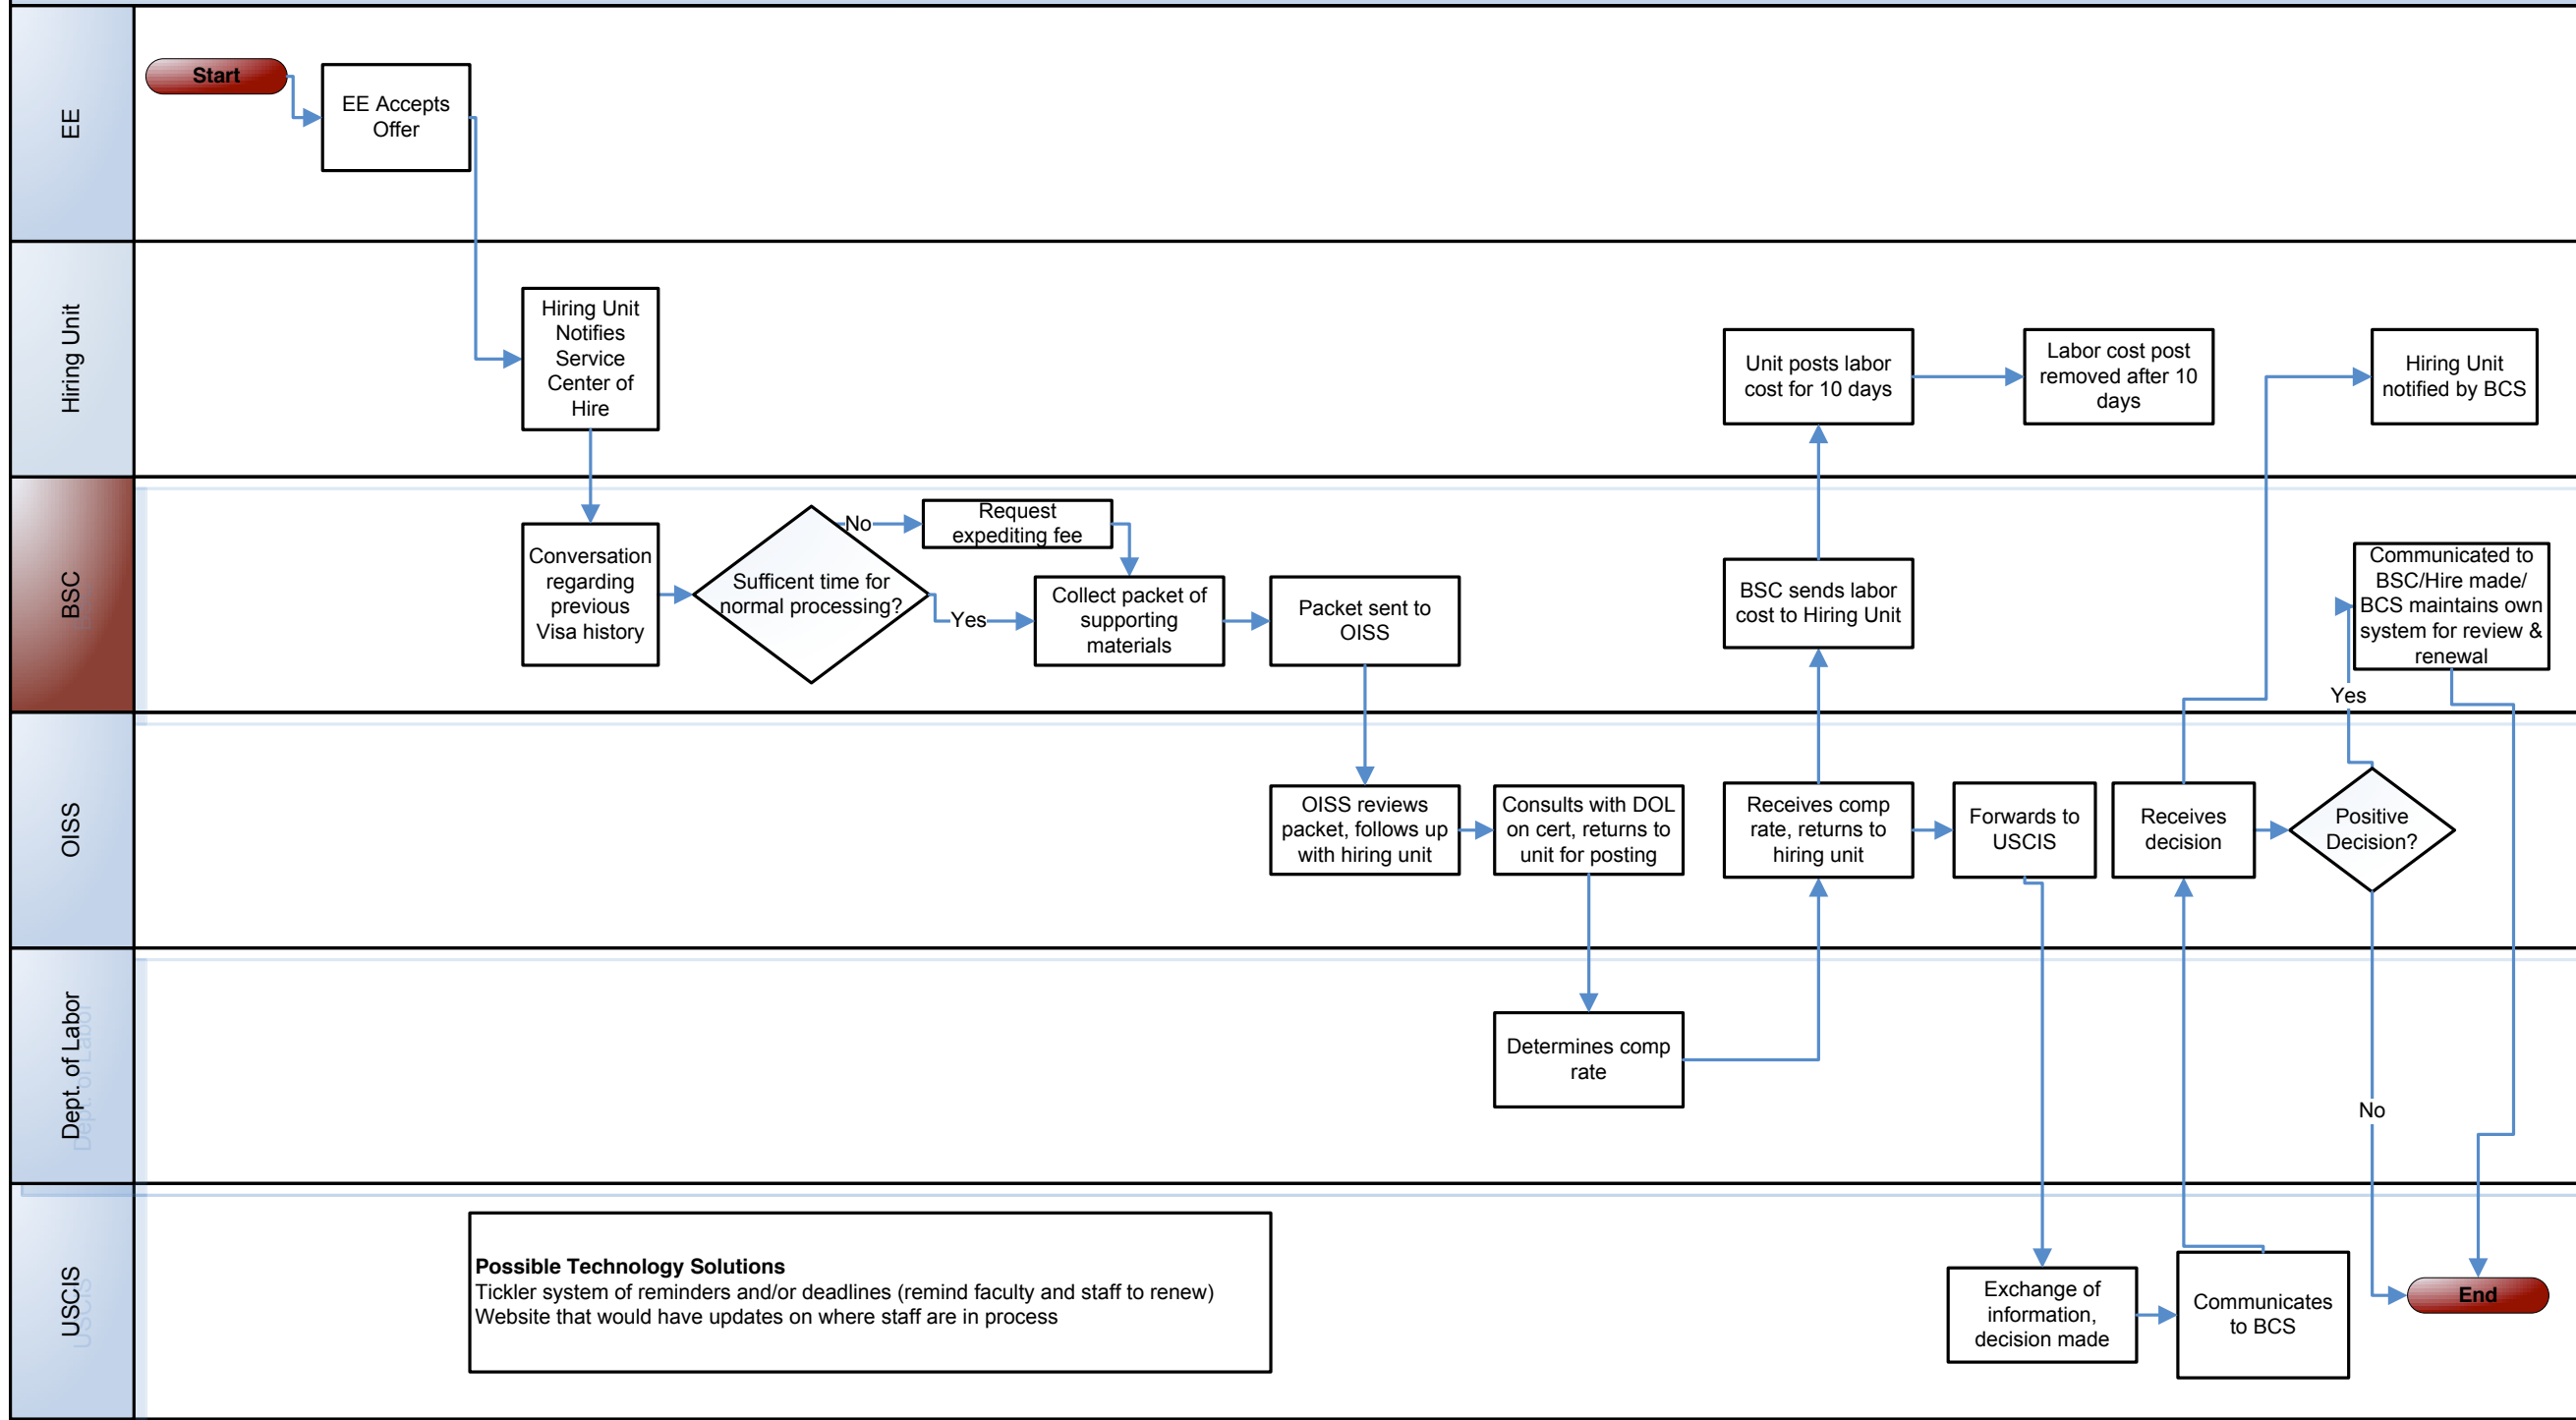 EE
Start
EE Accepts
Offer
Hiring Unit
Hiring Unit
Notifies
Service
Center of
Hire
Unit posts labor
cost for 10 days
Labor cost post
removed after 10
days
Hiring Unit
notified by BCS
BSC
Conversation
regarding
previous
Visa history
Sufficent time for
normal processing?
No
Request
expediting fee
Yes
Collect packet of
supporting
materials
Packet sent to
OISS
BSC sends labor
cost to Hiring Unit
Communicated to
BSC/Hire made/
BCS maintains own
system for review &
renewal
Yes
OISS
OISS reviews
packet, follows up
with hiring unit
Consults with DOL
on cert, returns to
unit for posting
Receives comp
rate, returns to
hiring unit
Forwards to
USCIS
Receives
decision
Positive
Decision?
Dept. of Labor
Determines comp
rate
No
USCIS
Possible Technology Solutions
Tickler system of reminders and/or deadlines (remind faculty and staff to renew)
Website that would have updates on where staff are in process
Exchange of
information,
decision made
Communicates
to BCS
End